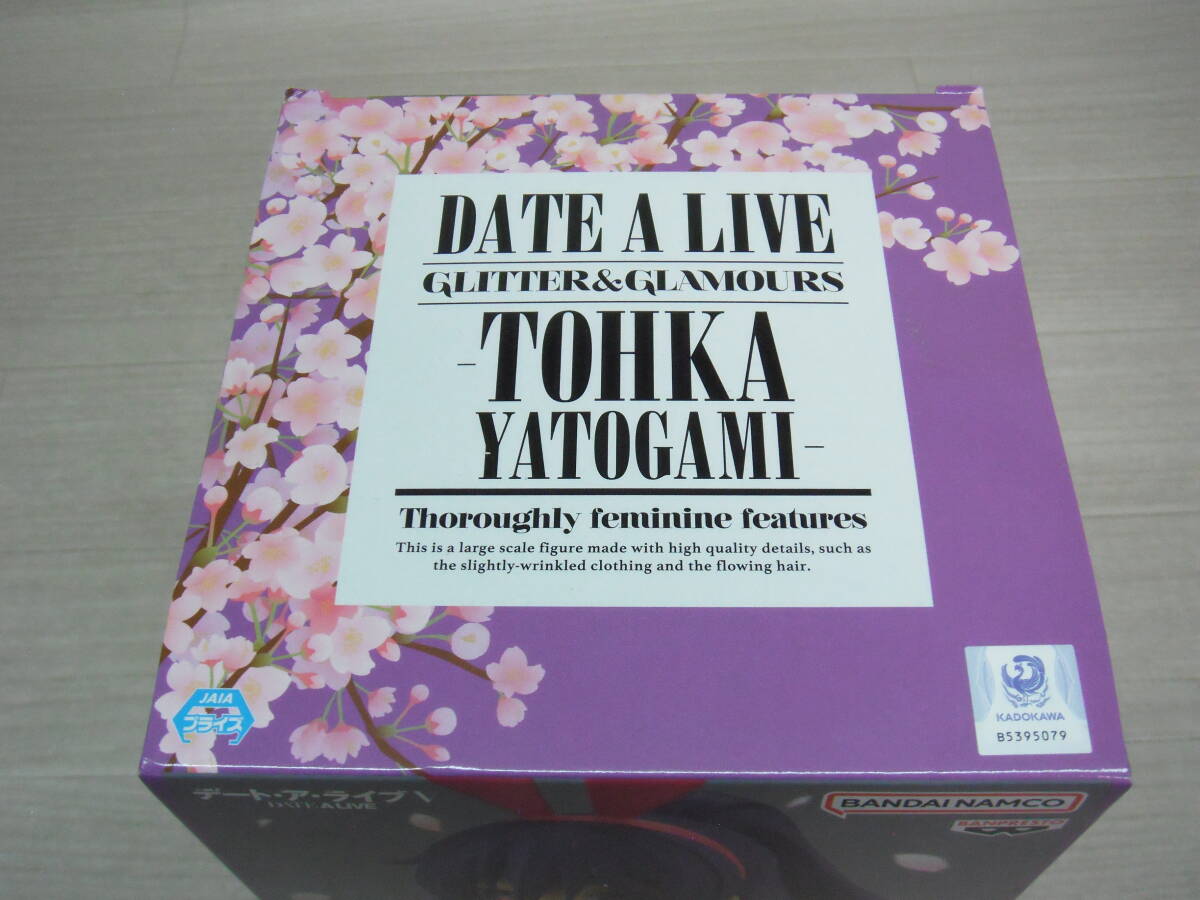 DATE A LIVE
GLITTER&GLAMOURS
-TOHKA
YATOGAMI-
Thoroughly feminine features
This is a large scale figure made with high quality details, such as
the slightly-wrinkled clothing and the flowing hair.
JAIA
プライズ
KADOKAWA
B5395079
デート・ア・ライブV
DATE A LIVE
BANDAI NAMCO
BANPRESTO